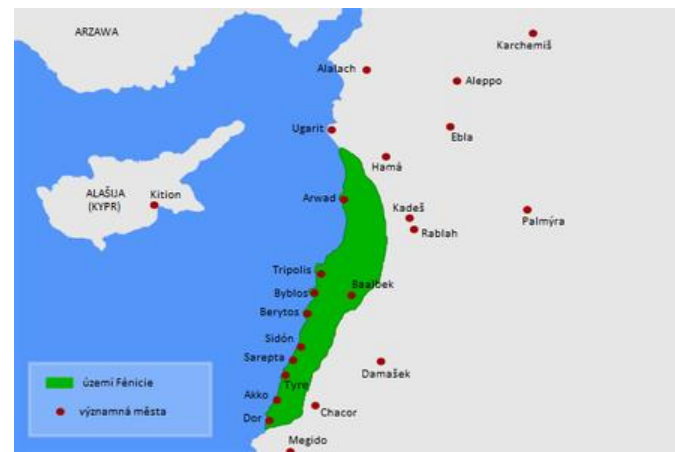 ARZAWA
Karchemiš
Alalach
Aleppo
Ugarit
Ebla
Hamá
ALAŠIJA
(KYPR)
Kition
Arwad
Kadeš
Rablah
Palmýra
Tripolis
Byblos
Baalbek
Berytos
Sidón
Sarepta
Damašek
Tyre
území Fénicie
Akko
významná města
Chacor
Dor
Megido